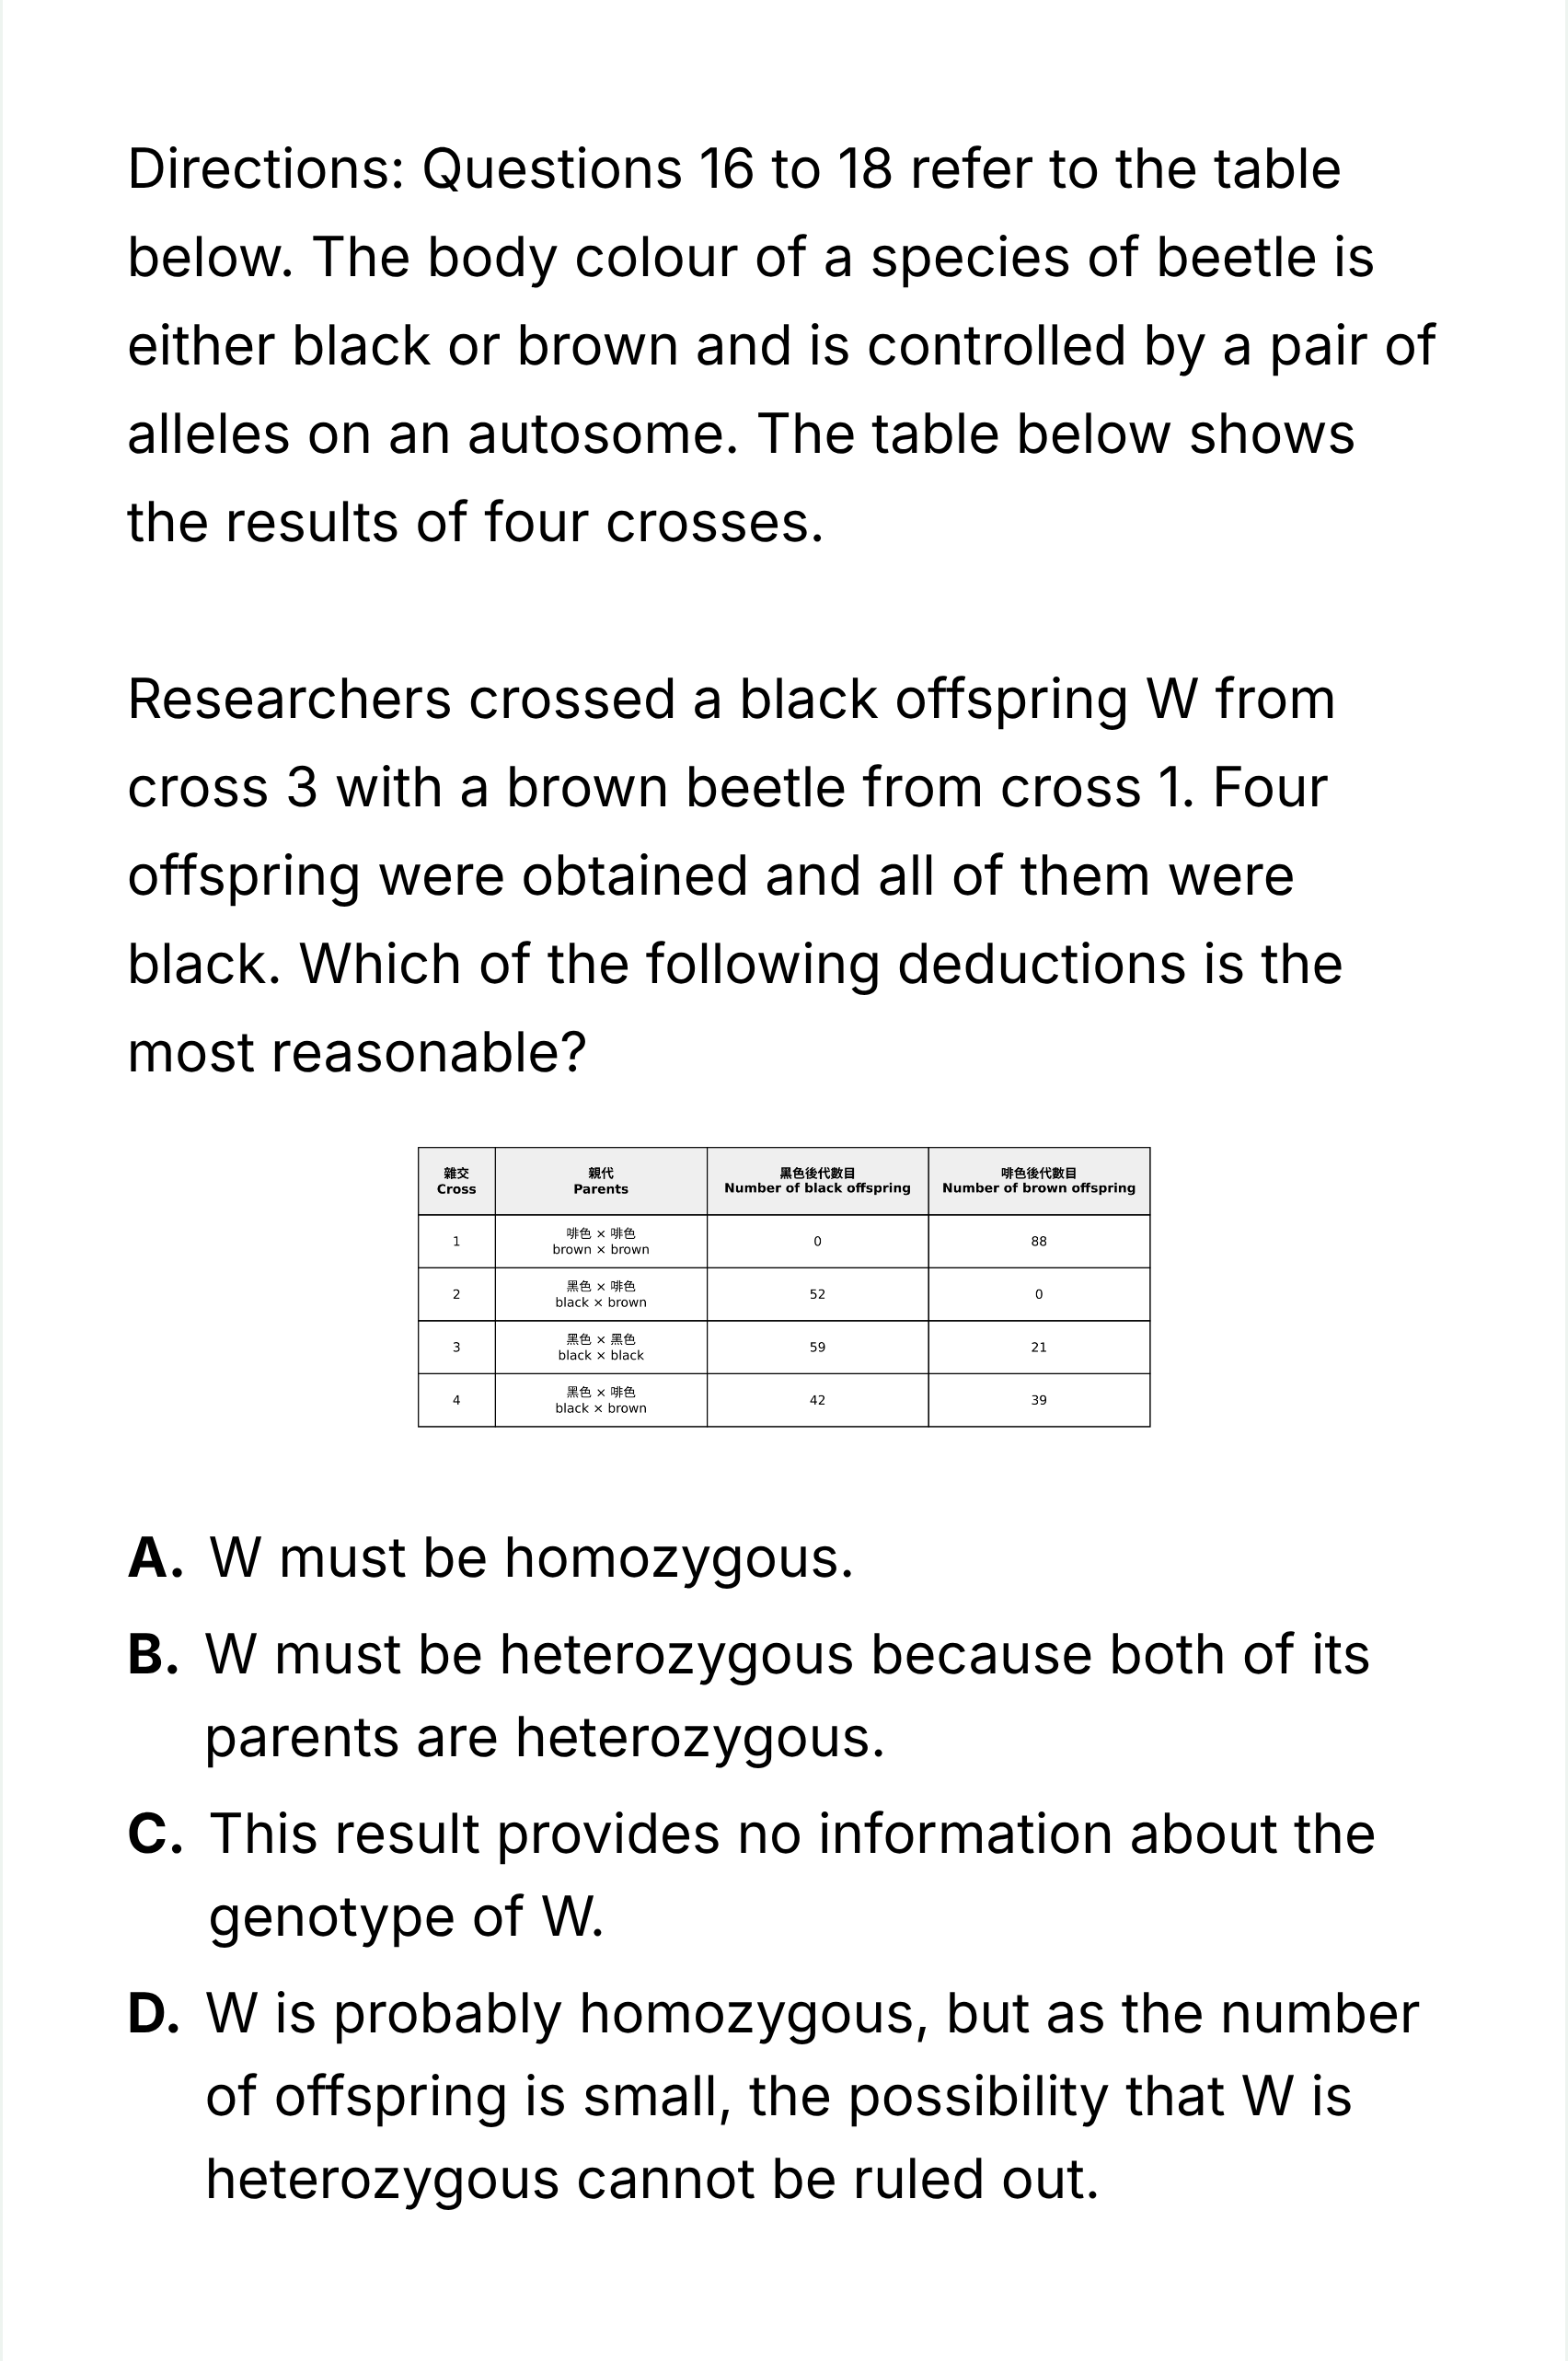 Directions: Questions 16 to 18 refer to the table
below. The body colour of a species of beetle is
either black or brown and is controlled by a pair of
alleles on an autosome. The table below shows
the results of four crosses.
Researchers crossed a black offspring W from
cross 3 with a brown beetle from cross 1. Four
offspring were obtained and all of them were
black. Which of the following deductions is the
most reasonable?
雜交 親代 黑色後代數目 啡色後代數目
Cross Parents Number of black offspring Number of brown offspring
1 啡色 × 啡色 0 88
brown × brown
2 黑色 × 啡色 52 0
black × brown
3 黑色 × 黑色 59 21
black × black
4 黑色 × 啡色 42 39
black × brown
A. W must be homozygous.
B. W must be heterozygous because both of its
parents are heterozygous.
C. This result provides no information about the
genotype of W.
D. W is probably homozygous, but as the number
of offspring is small, the possibility that W is
heterozygous cannot be ruled out.